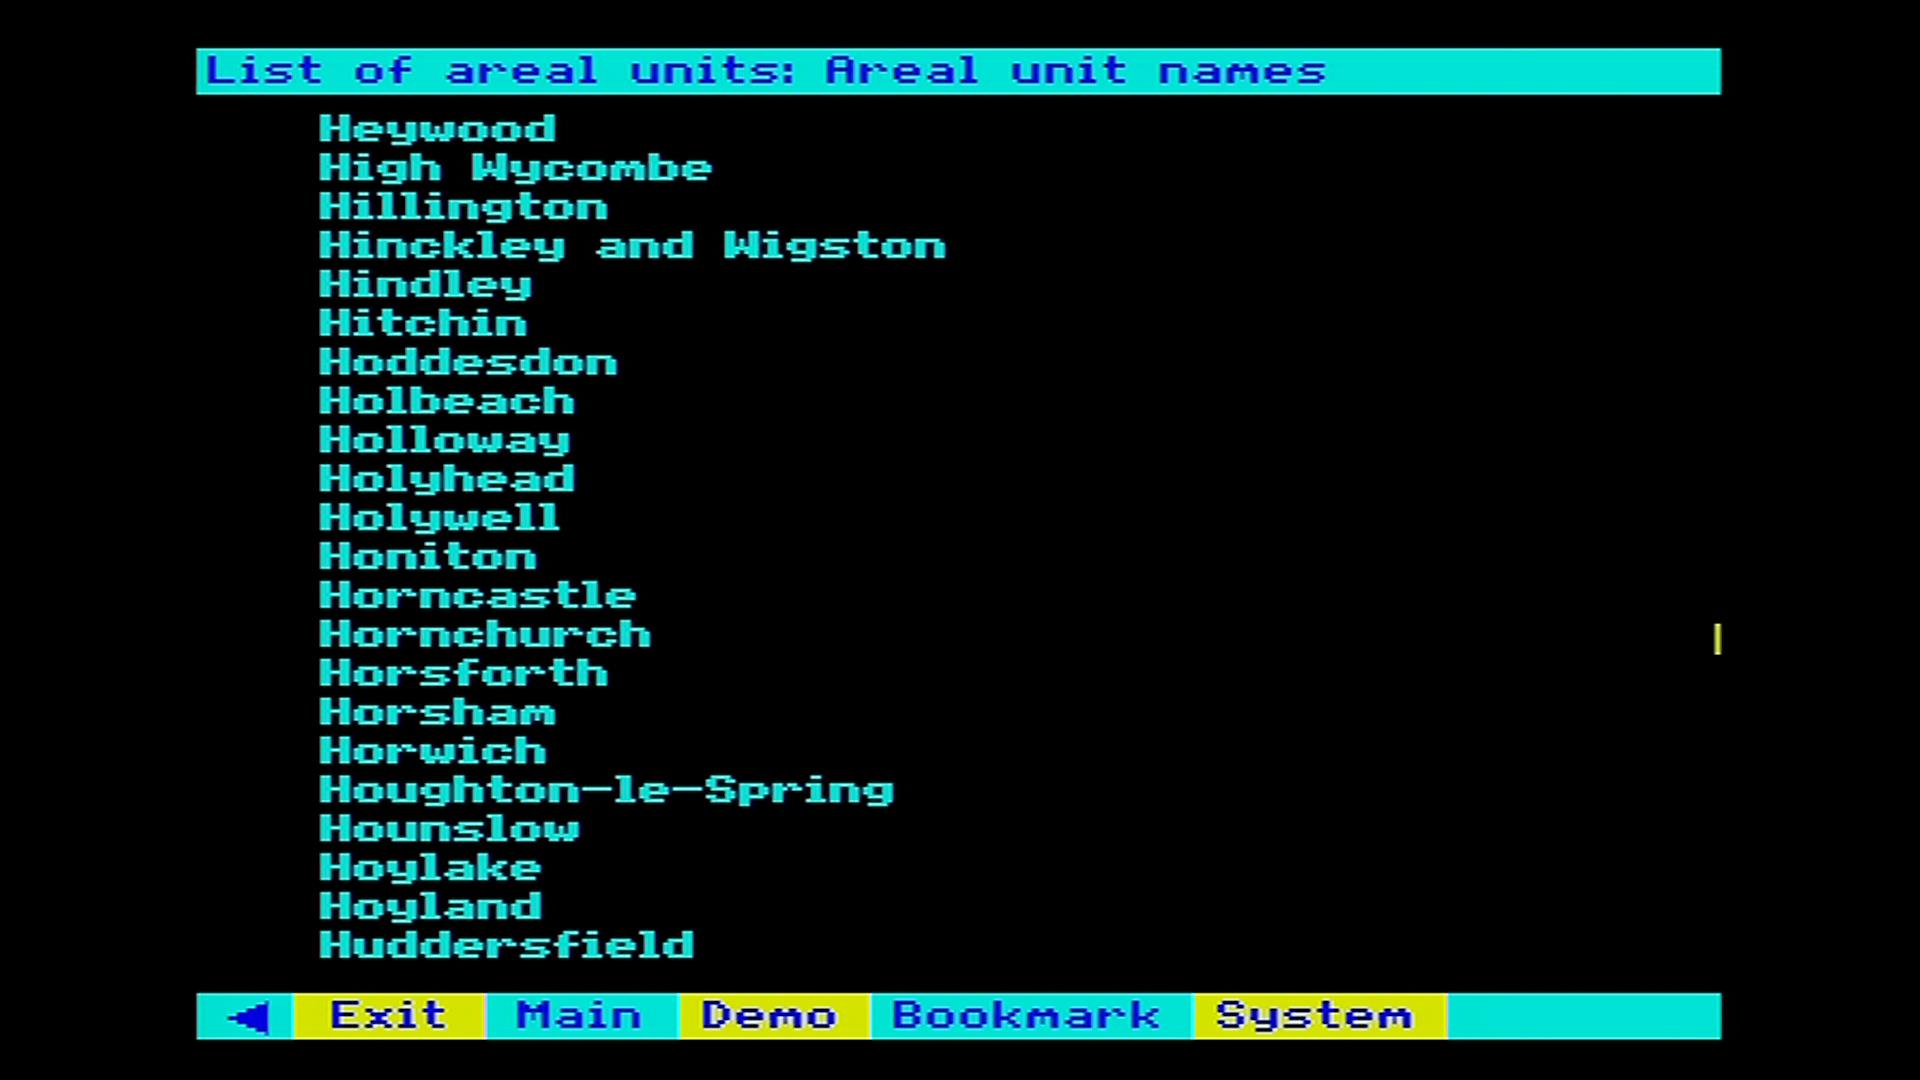 List of areal units: Areal unit names
Heywood
High Wycombe
Hillington
Hinckley and Wigston
Hindley
Hitchin
Hoddesdon
Holbeach
Holloway
Holyhead
Holywell
Honiton
Horncastle
Hornchurch
Horsforth
Horsham
Horwich
Houghton-le-Spring
Hounslow
Hoylake
Hoyland
Huddersfield
Exit Main Demo Bookmark System